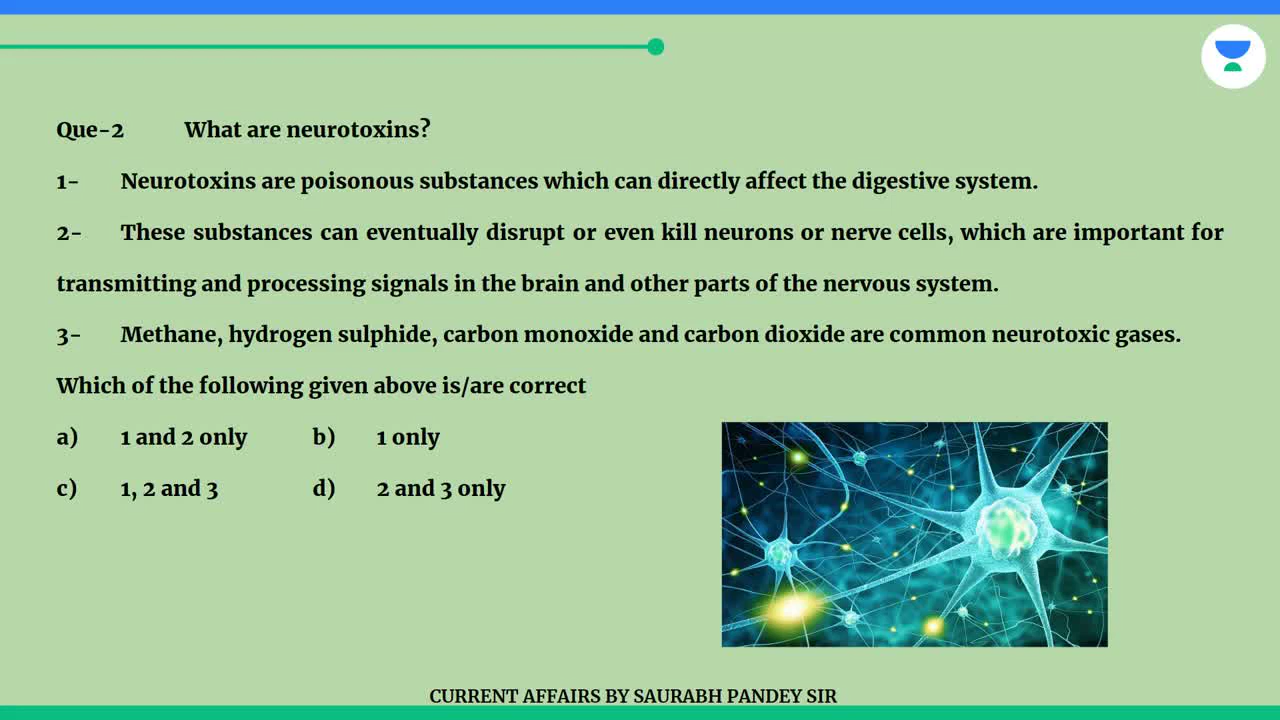 Que-2 What are neurotoxins?
1- Neurotoxins are poisonous substances which can directly affect the digestive system.
2- These substances can eventually disrupt or even kill neurons or nerve cells, which are important for
transmitting and processing signals in the brain and other parts of the nervous system.
3- Methane, hydrogen sulphide, carbon monoxide and carbon dioxide are common neurotoxic gases.
Which of the following given above is/are correct
a) 1 and 2 only b) 1 only
c) 1, 2 and 3 d) 2 and 3 only
CURRENT AFFAIRS BY SAURABH PANDEY SIR